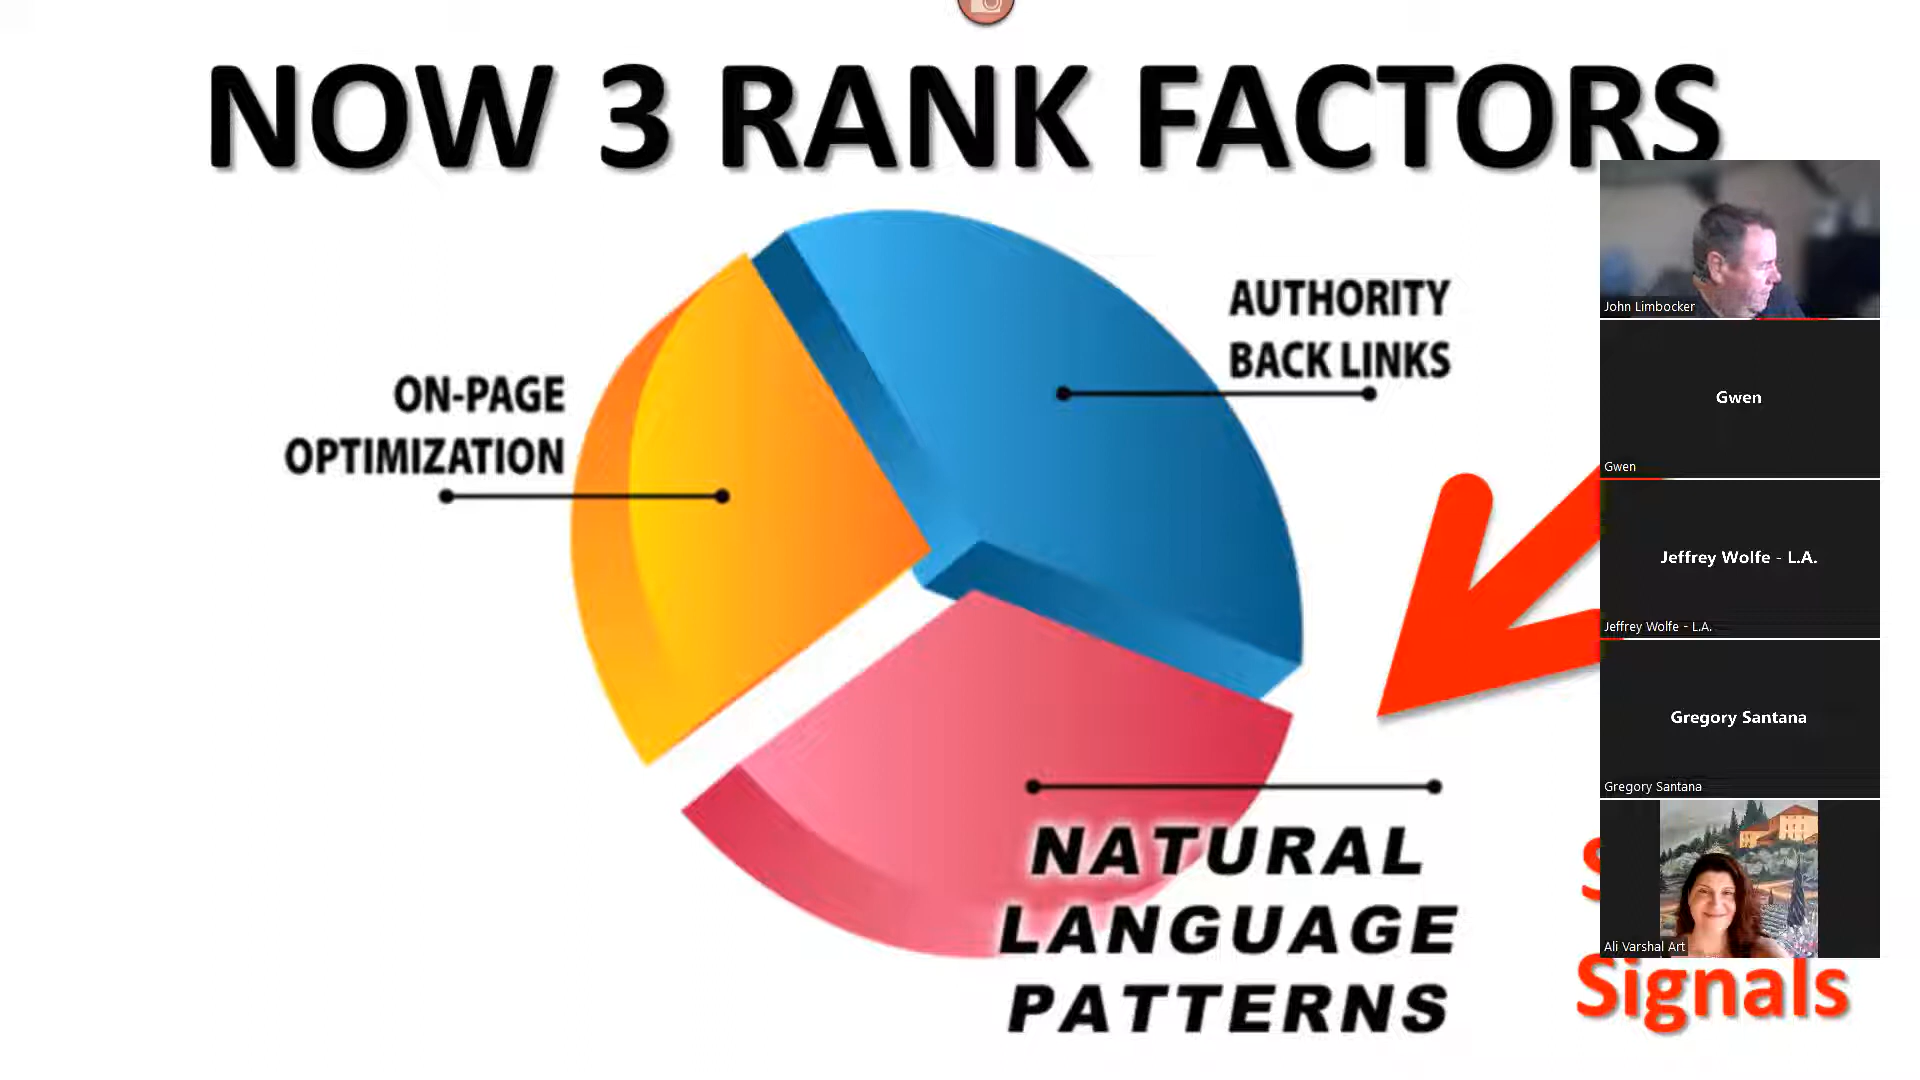 NOW 3 RANK FACTORS
AUTHORITY
BACK LINKS
ON-PAGE
OPTIMIZATION
NATURAL
LANGUAGE
PATTERNS
Signals
John Limbocker
Gwen
Gwen
Jeffrey Wolfe - L.A.
Jeffrey Wolfe - L.A.
Gregory Santana
Gregory Santana
Ali Varshal Art